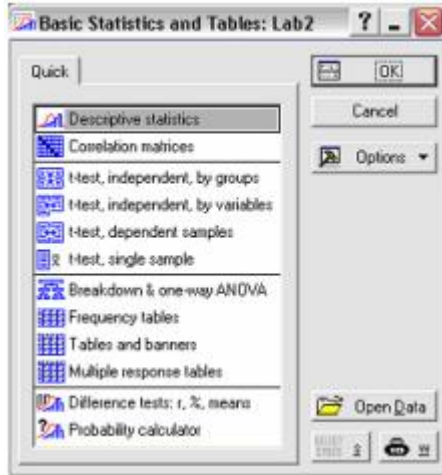 Basic Statistics and Tables: Lab2
Quick
OK
Cancel
Options
Descriptive statistics
Correlation matrices
t-test, independent, by groups
t-test, independent, by variables
t-test, dependent samples
t-test, single sample
Breakdown & one-way ANOVA
Frequency tables
Tables and banners
Multiple response tables
Difference tests: r, %, means
Probability calculator
Open Data